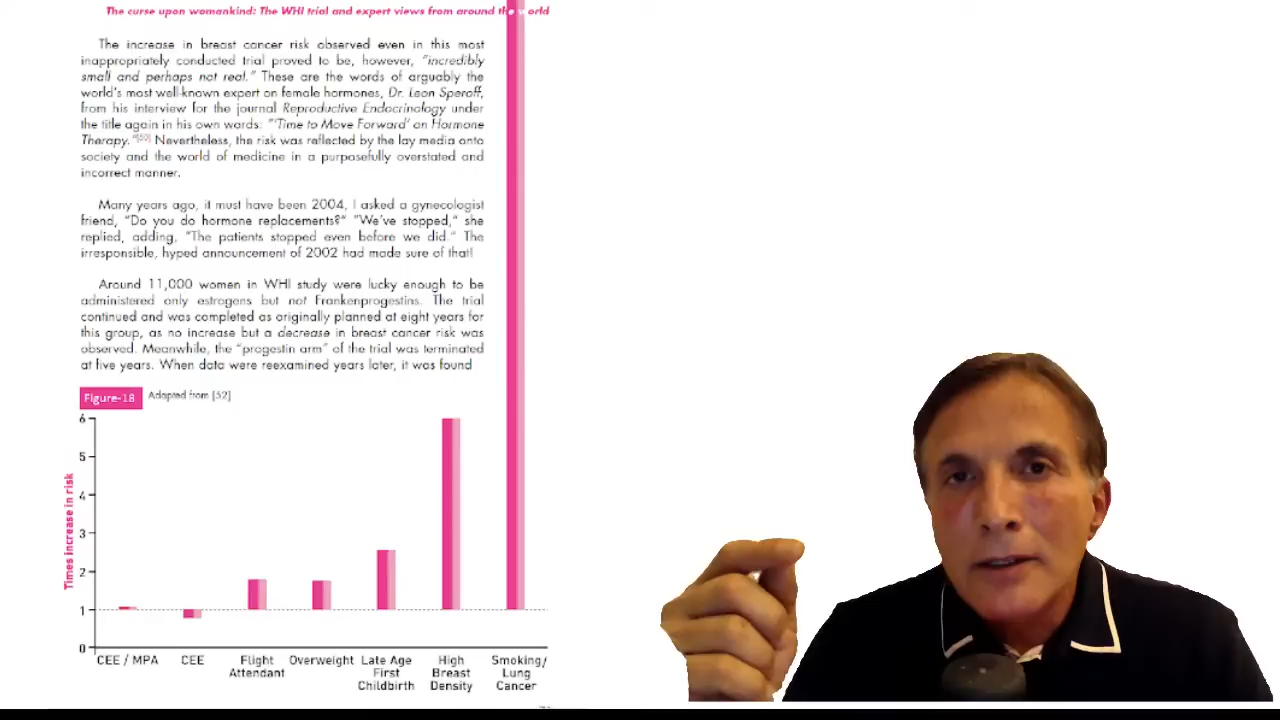 The curse upon womankind: The WHI trial and expert views from around the world
The increase in breast cancer risk observed even in this most
inappropriately conducted trial proved to be, however, “incredibly
small and perhaps not real.” These are the words of arguably the
world’s most well-known expert on female hormones, Dr. Leon Speroff,
from his interview for the journal Reproductive Endocrinology under
the title again in his own words: “‘Time to Move Forward’ on Hormone
Therapy.”[50] Nevertheless, the risk was reflected by the lay media onto
society and the world of medicine in a purposefully overstated and
incorrect manner.
Many years ago, it must have been 2004, I asked a gynecologist
friend, “Do you do hormone replacements?” “We’ve stopped,” she
replied, adding, “The patients stopped even before we did.” The
irresponsible, hyped announcement of 2002 had made sure of that!
Around 11,000 women in WHI study were lucky enough to be
administered only estrogens but not Frankenprogestins. The trial
continued and was completed as originally planned at eight years for
this group, as no increase but a decrease in breast cancer risk was
observed. Meanwhile, the “progestin arm” of the trial was terminated
at five years. When data were reexamined years later, it was found
Figure-18 Adapted from [52]
Times increase in risk
6
5
4
3
2
1
0
CEE / MPA
CEE
Flight
Attendant
Overweight
Late Age
First
Childbirth
High
Breast
Density
Smoking/
Lung
Cancer